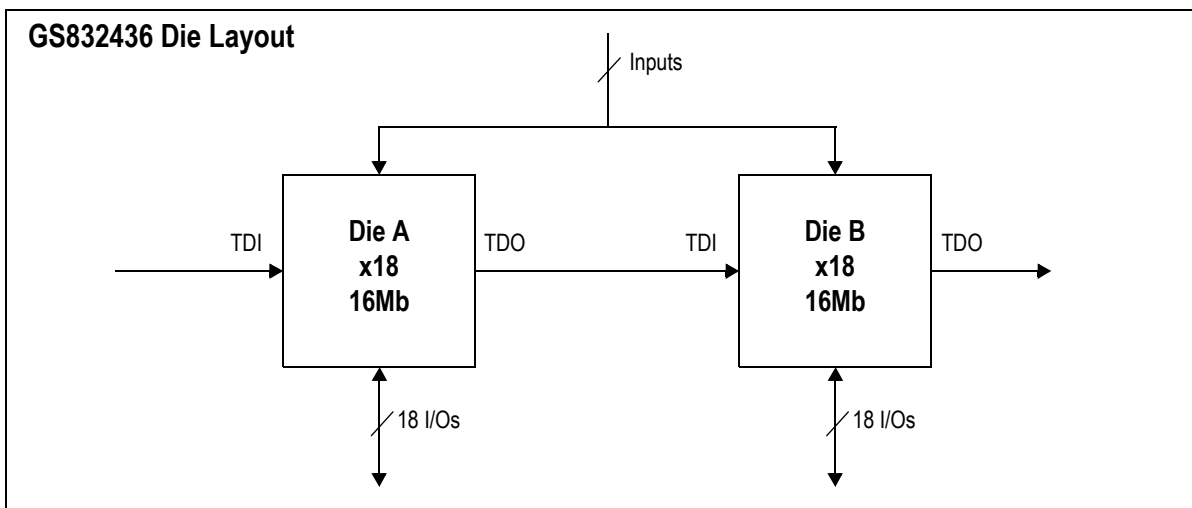 GS832436 Die Layout
Inputs
TDI
Die A
x18
16Mb
TDO
TDI
Die B
x18
16Mb
TDO
18 I/Os
18 I/Os